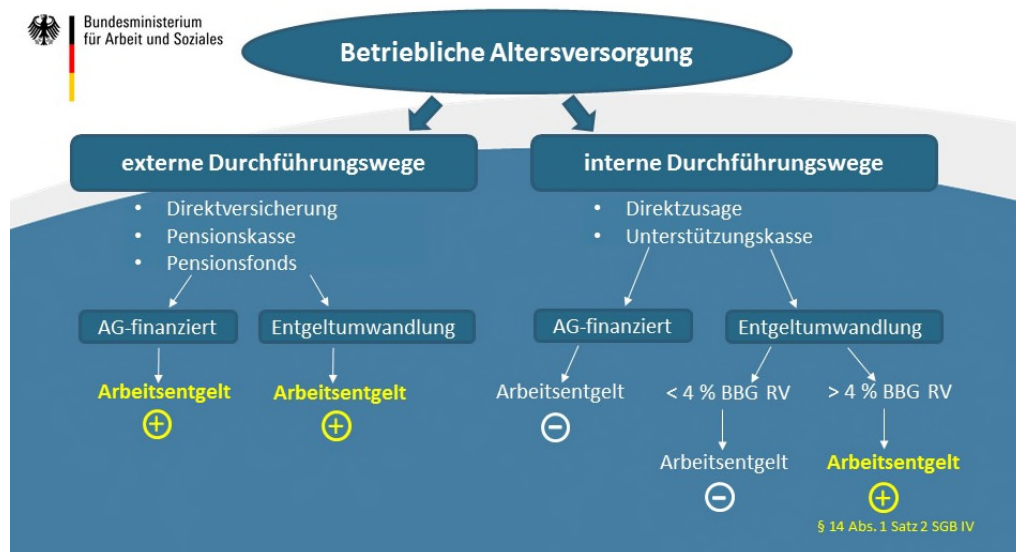 Bundesministerium
für Arbeit und Soziales
Betriebliche Altersversorgung
externe Durchführungswege
• Direktversicherung
• Pensionskasse
• Pensionsfonds
AG-finanziert
Entgeltumwandlung
Arbeitsentgelt
Arbeitsentgelt
interne Durchführungswege
• Direktzusage
• Unterstützungskasse
AG-finanziert
Entgeltumwandlung
Arbeitsentgelt
< 4 % BBG RV
> 4 % BBG RV
Arbeitsentgelt
Arbeitsentgelt
§ 14 Abs. 1 Satz 2 SGB IV